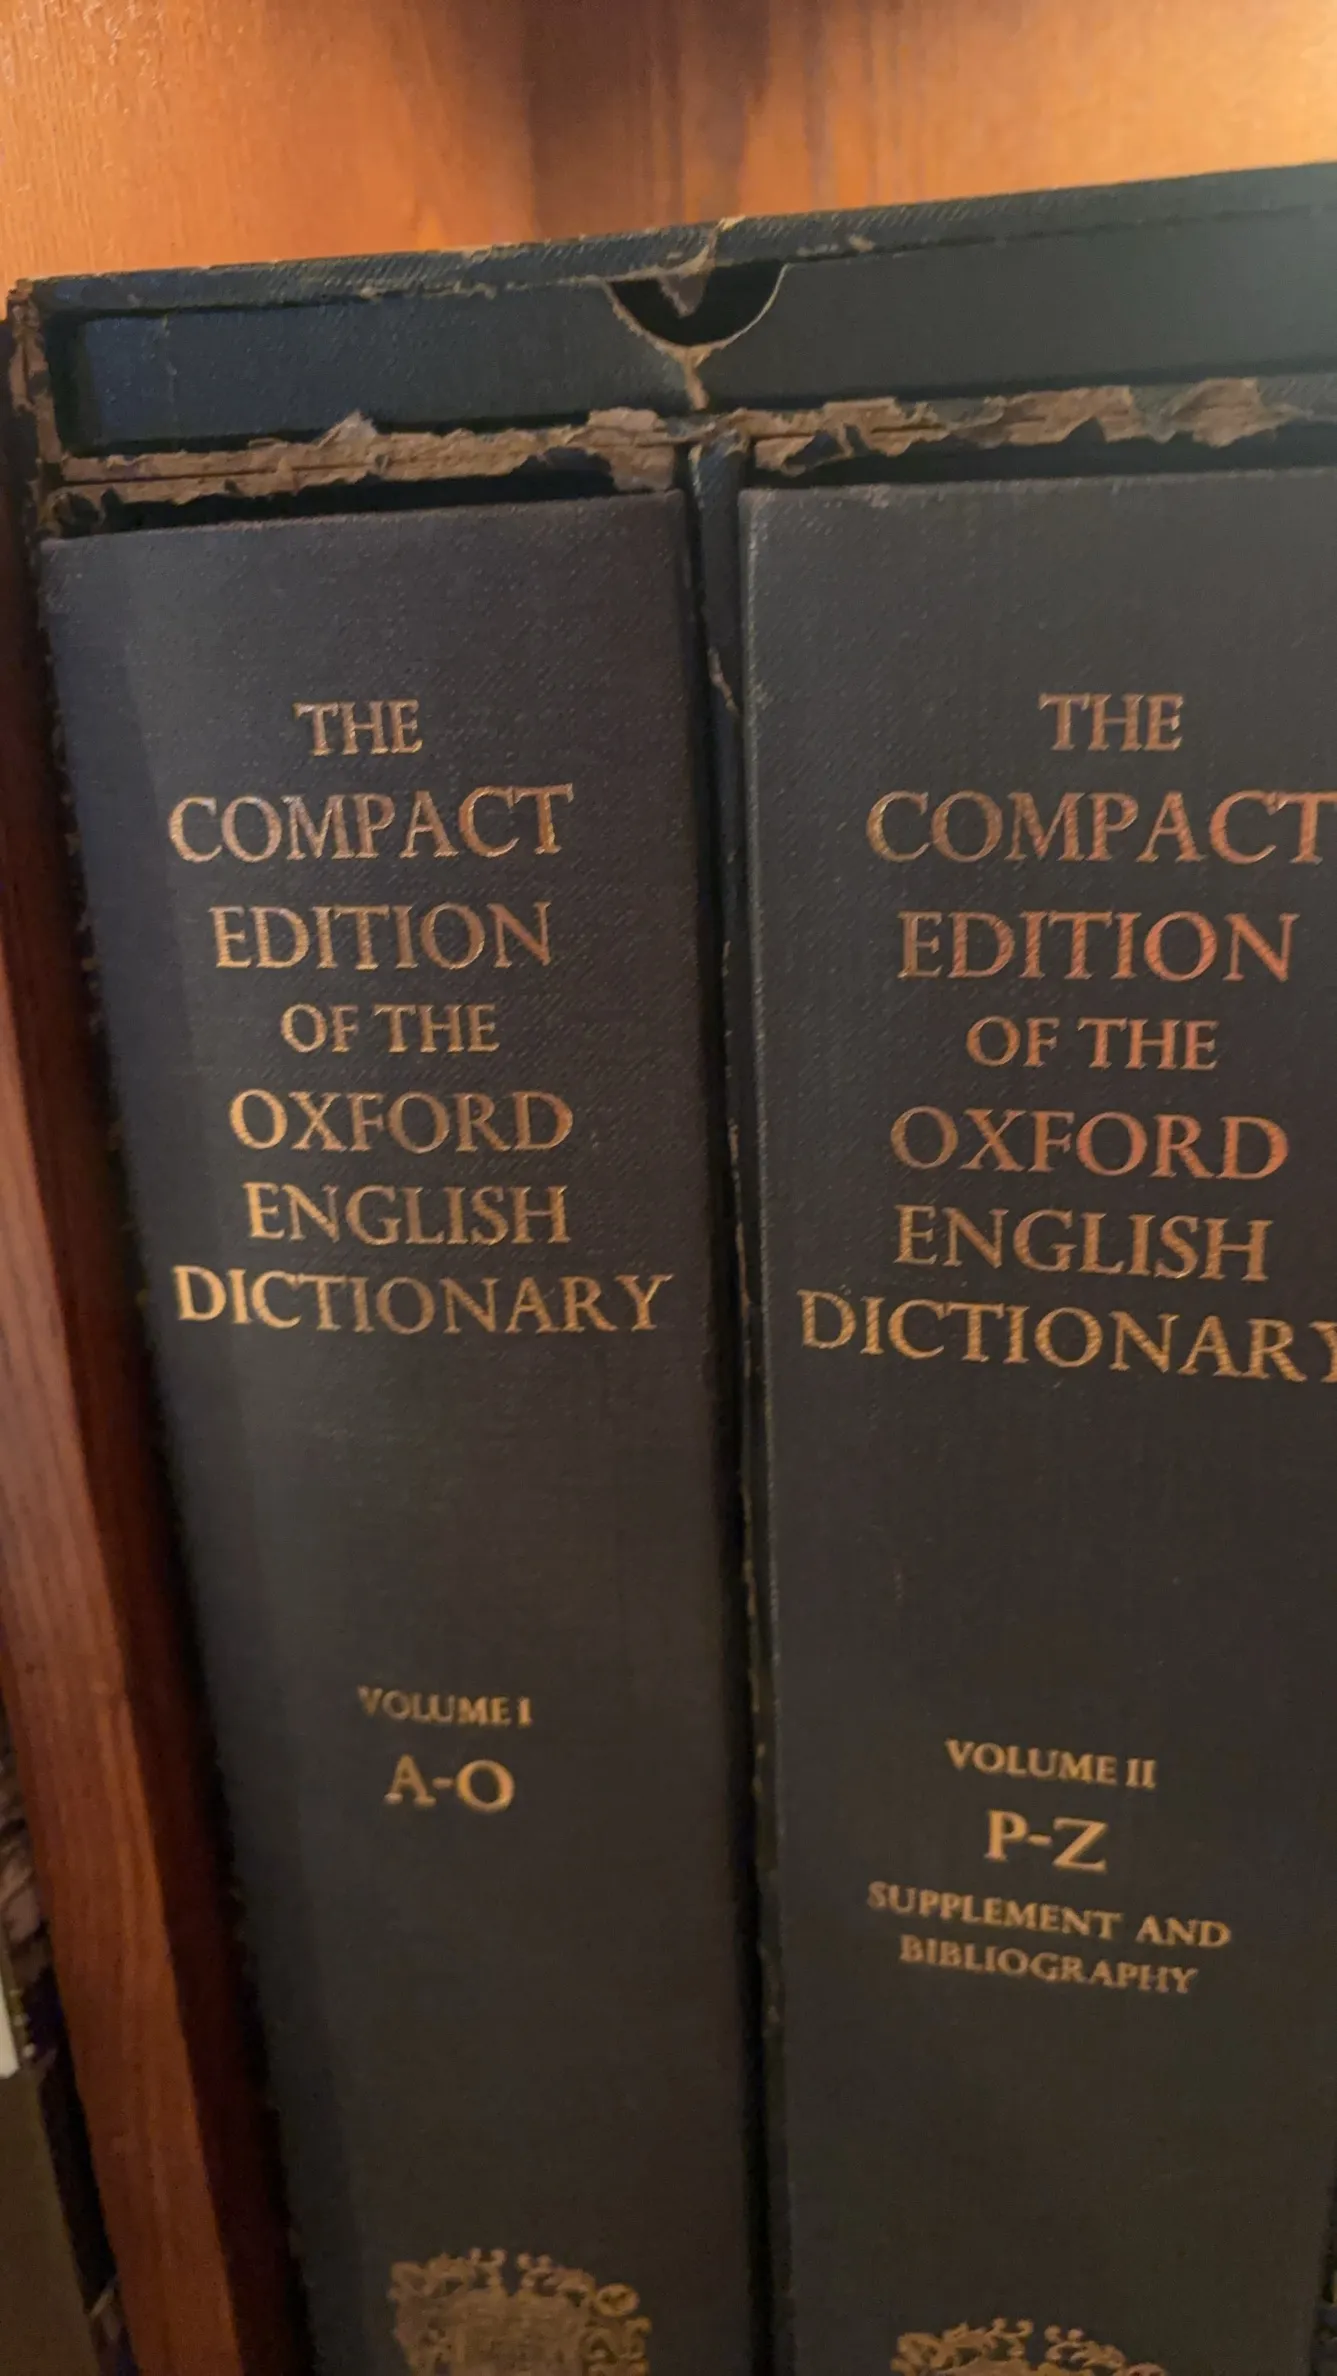 THE
COMPACT
EDITION
OF THE
OXFORD
ENGLISH
DICTIONARY
VOLUME I
A-O
THE
COMPACT
EDITION
OF THE
OXFORD
ENGLISH
DICTIONARY
VOLUME II
P-Z
SUPPLEMENT AND
BIBLIOGRAPHY